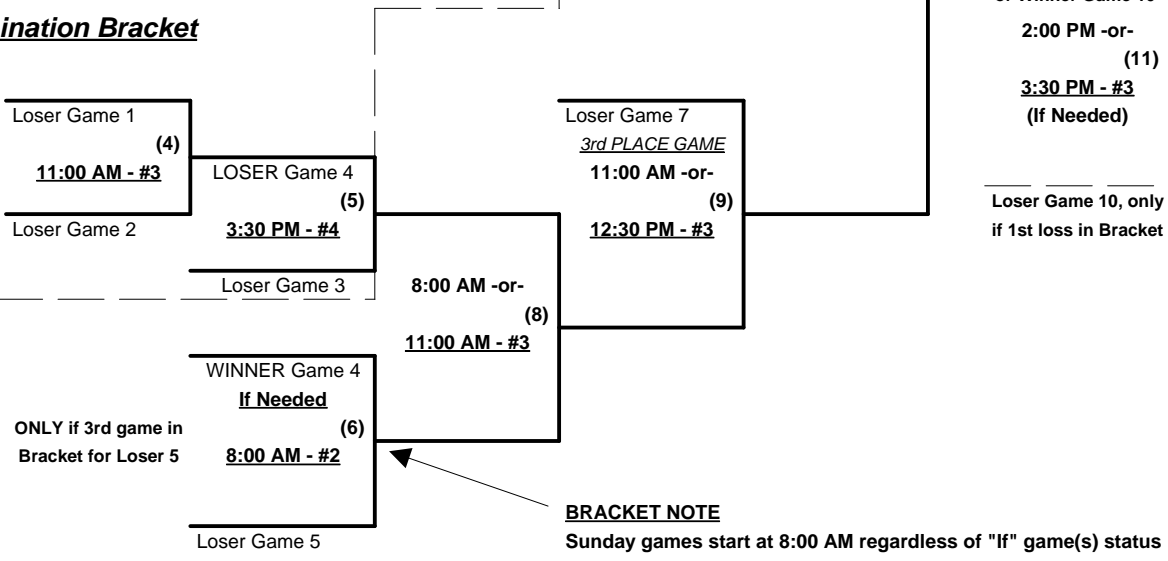 ination Bracket
2:00 PM -or-
(11)
3:30 PM - #3
(If Needed)
Loser Game 10, only
if 1st loss in Bracket
Loser Game 1
(4)
11:00 AM - #3
Loser Game 2
LOSER Game 4
(5)
3:30 PM - #4
Loser Game 3
Loser Game 7
3rd PLACE GAME
11:00 AM -or-
(9)
12:30 PM - #3
8:00 AM -or-
(8)
11:00 AM - #3
WINNER Game 4
If Needed
(6)
8:00 AM - #2
ONLY if 3rd game in
Bracket for Loser 5
Loser Game 5
BRACKET NOTE
Sunday games start at 8:00 AM regardless of "If" game(s) status